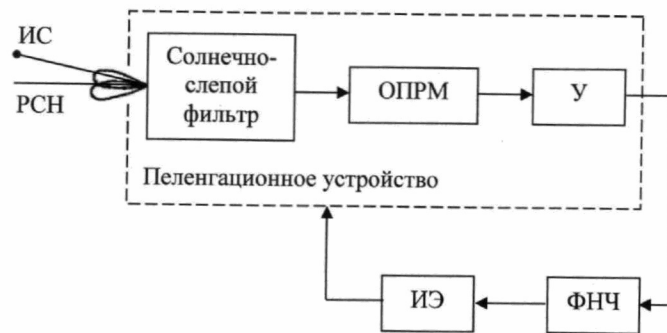 ИС
РСН
Солнечно-
слепой
фильтр
ОПРМ
У
Пеленгационное устройство
ИЭ
ФНЧ